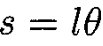 s = lθ